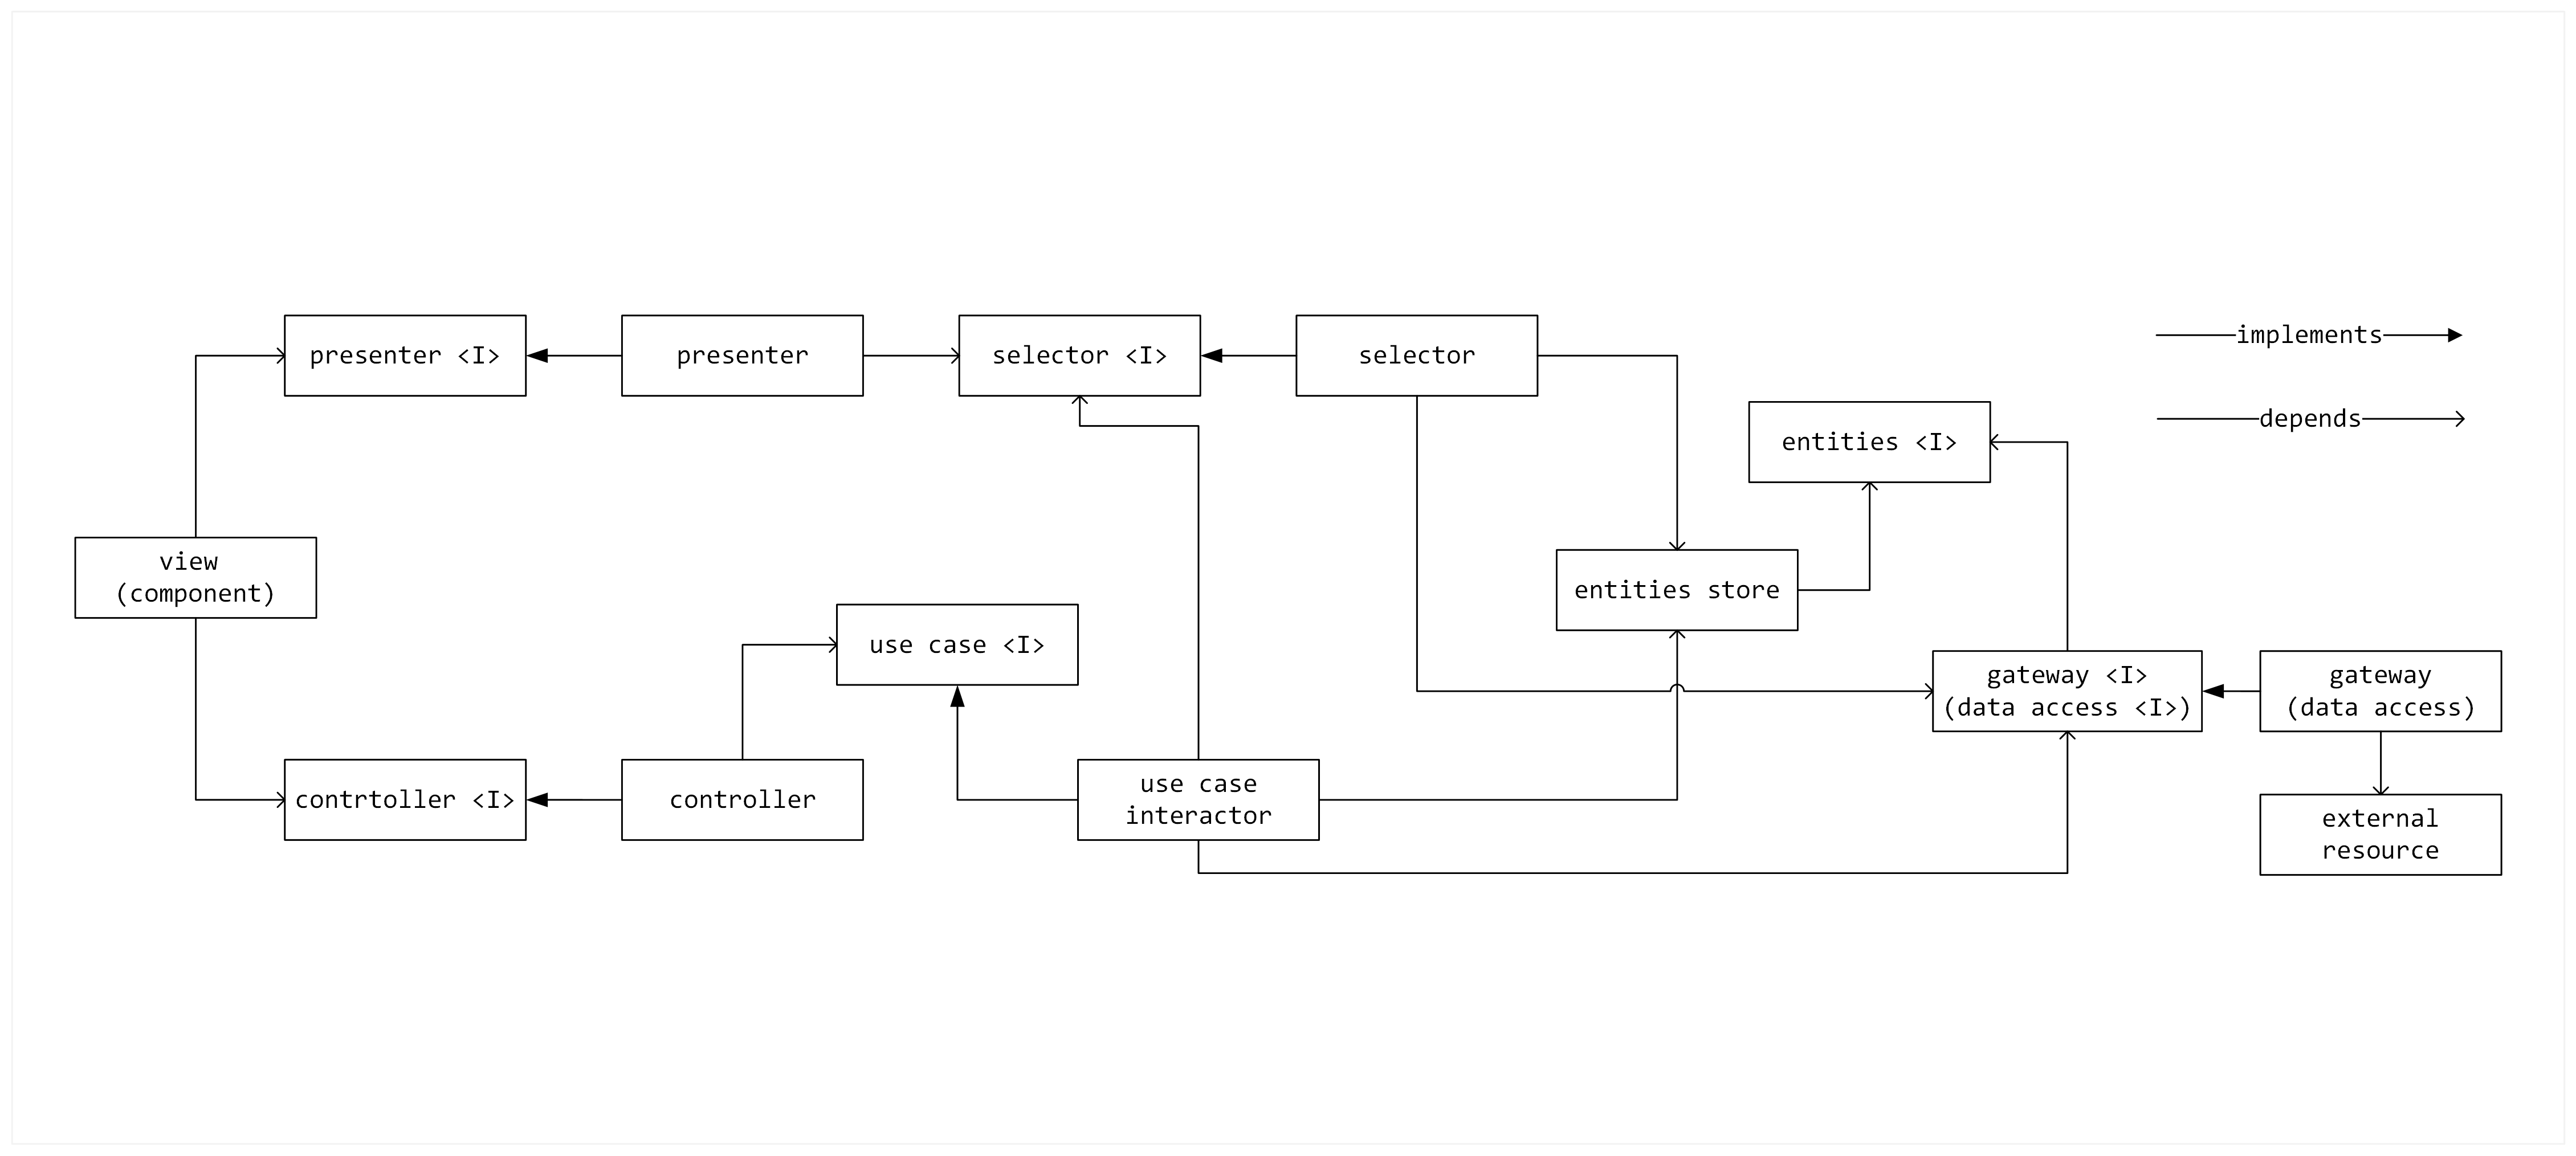 presenter <I>
presenter
selector <I>
selector
implements
depends
entities <I>
view
(component)
entities store
use case <I>
gateway <I>
(data access <I>)
gateway
(data access)
contrtoller <I>
controller
use case
interactor
external
resource